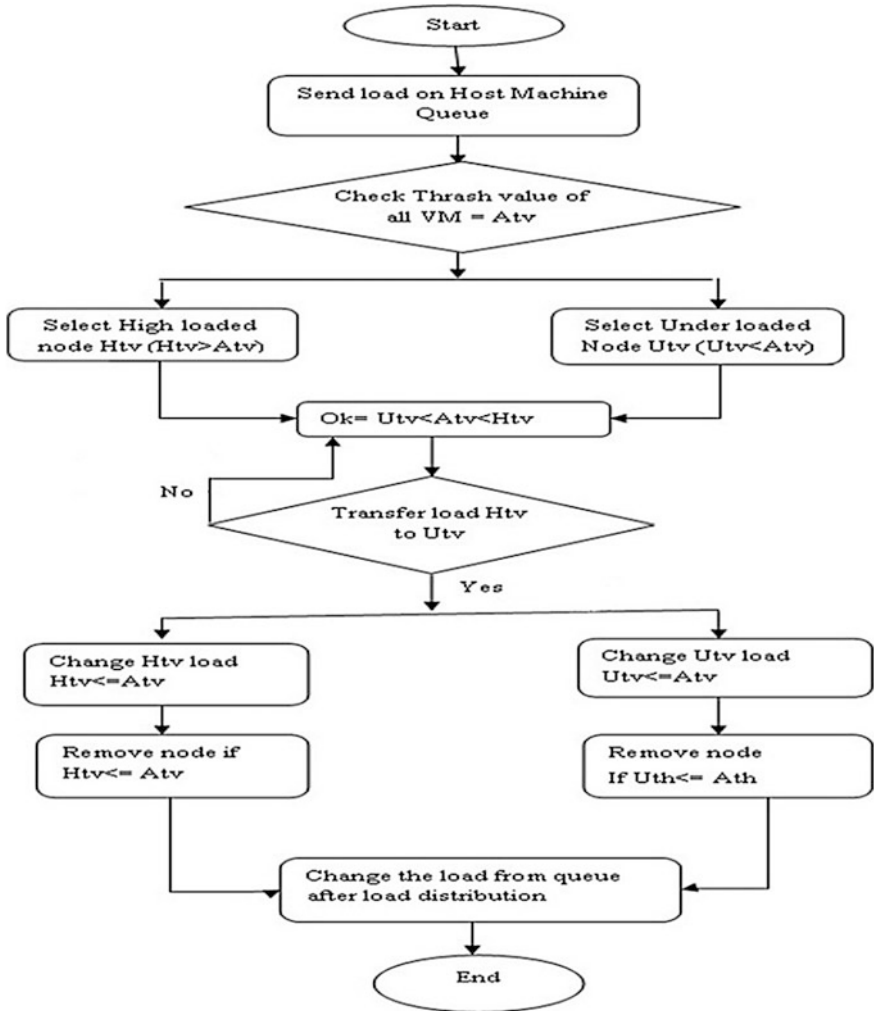 Start
Send load on Host Machine
Queue
Check Thrash value of
all VM = Atv
Select High loaded
node Htv (Htv>Atv)
Select Under loaded
Node Utv (Utv<Atv)
Ok= Utv<Atv<Htv
No
Transfer load Htv
to Utv
Yes
Change Htv load
Htv<=Atv
Change Utv load
Utv<=Atv
Remove node if
Htv<= Atv
Remove node
If Uth<= Ath
Change the load from queue
after load distribution
End